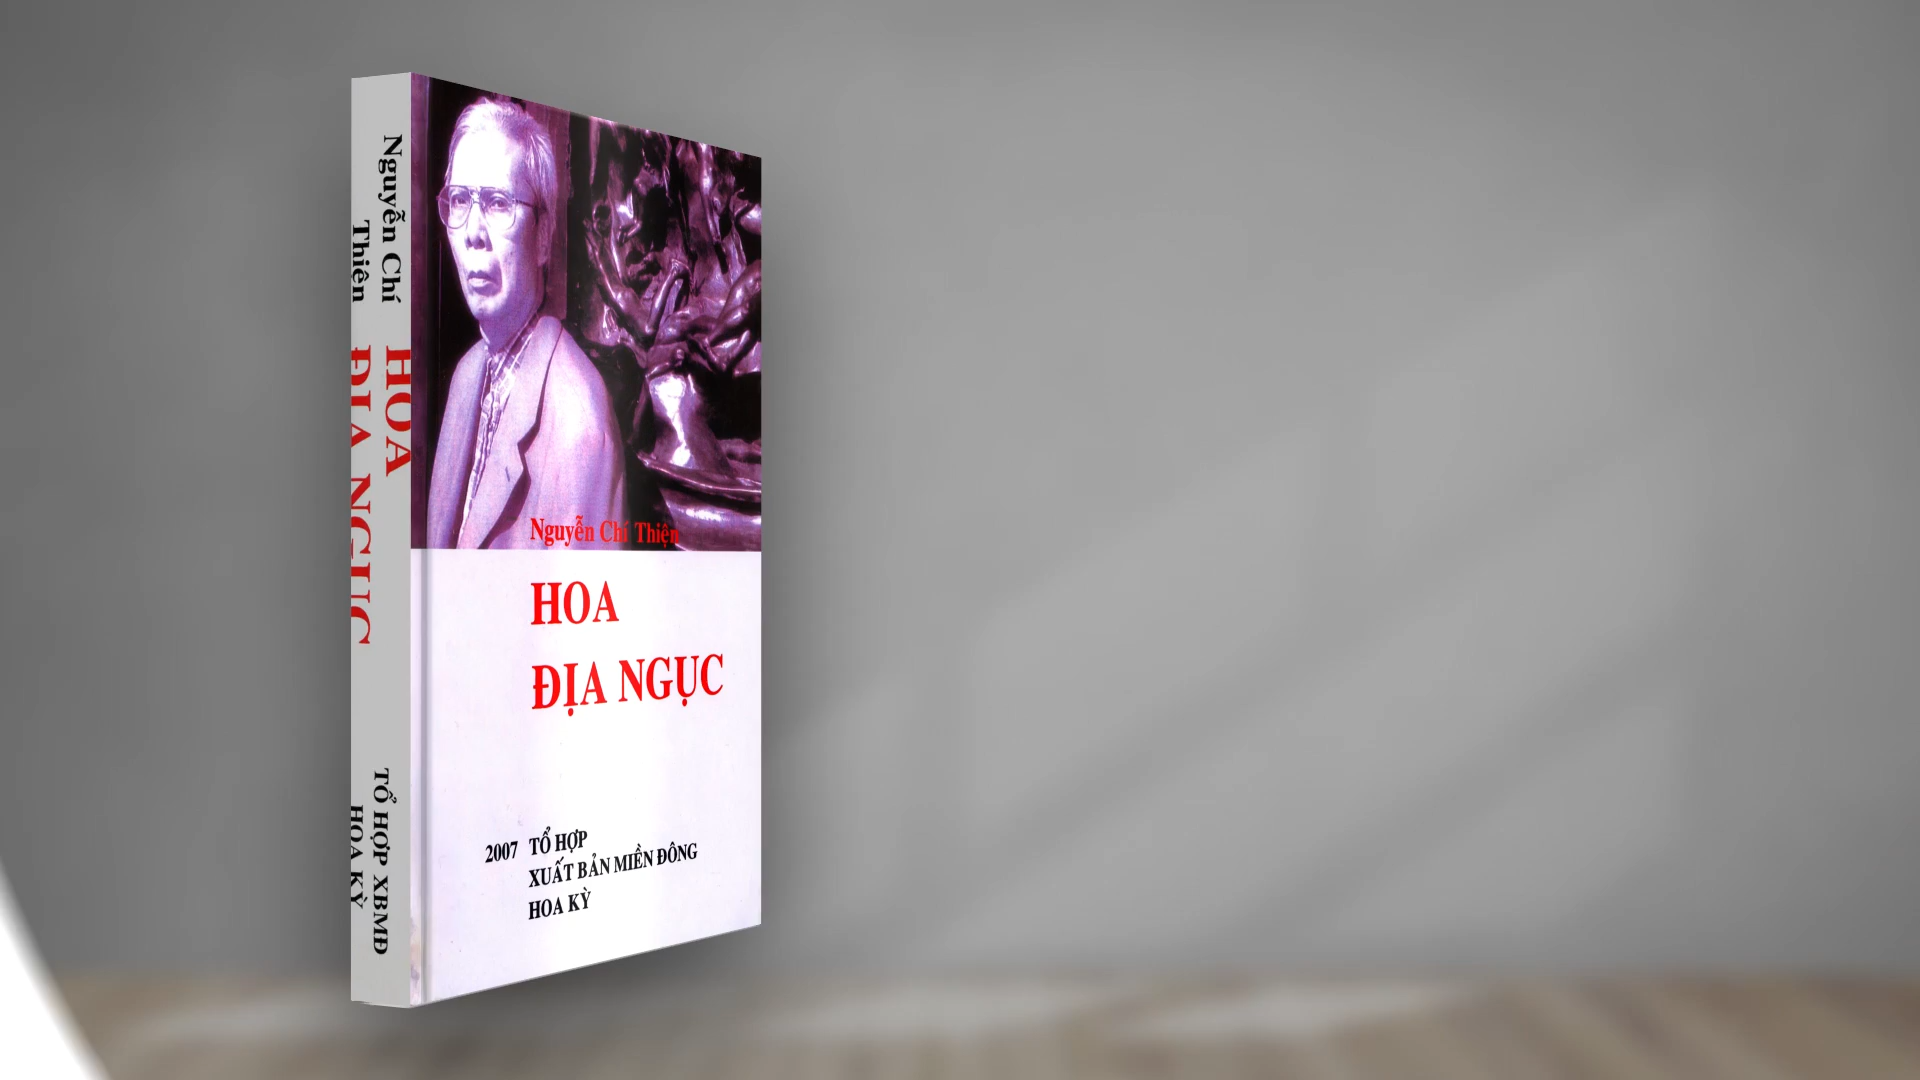 Nguyễn Chí
Thiện
HOA
ĐỊA NGỤC
TỔ HỢP XBMĐ
HOA KỲ
Nguyễn Chí Thiện
HOA
ĐỊA NGỤC
2007 TỔ HỢP
XUẤT BẢN MIỀN ĐÔNG
HOA KỲ